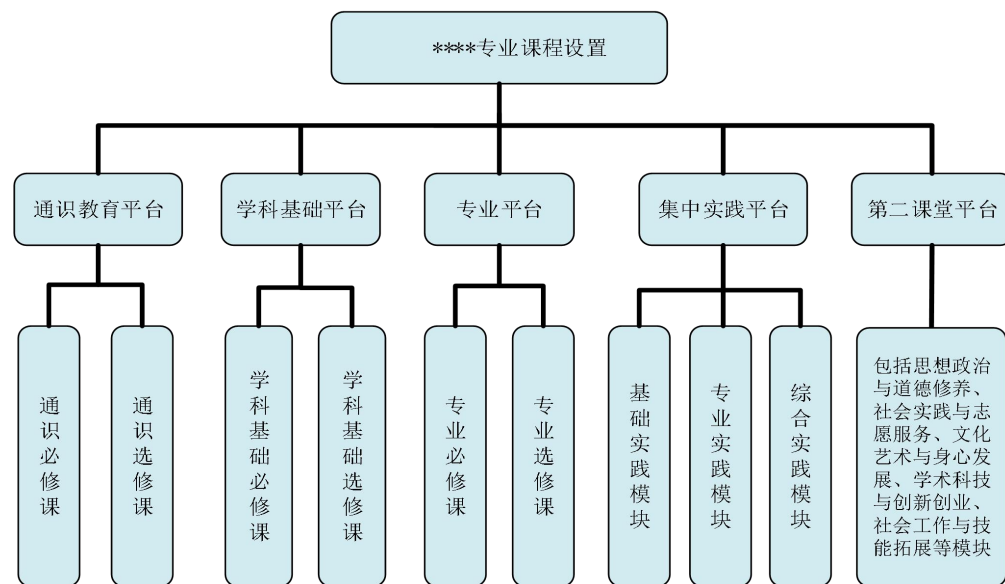 ****专业课程设置
通识教育平台
学科基础平台
专业平台
集中实践平台
第二课堂平台
通识必修课
通识选修课
学科基础必修课
学科基础选修课
专业必修课
专业选修课
基础实践模块
专业实践模块
综合实践模块
包括思想政治
与道德修养、
社会实践与志
愿服务、文化
艺术与身心发
展、学术科技
与创新创业、
社会工作与技
能拓展等模块